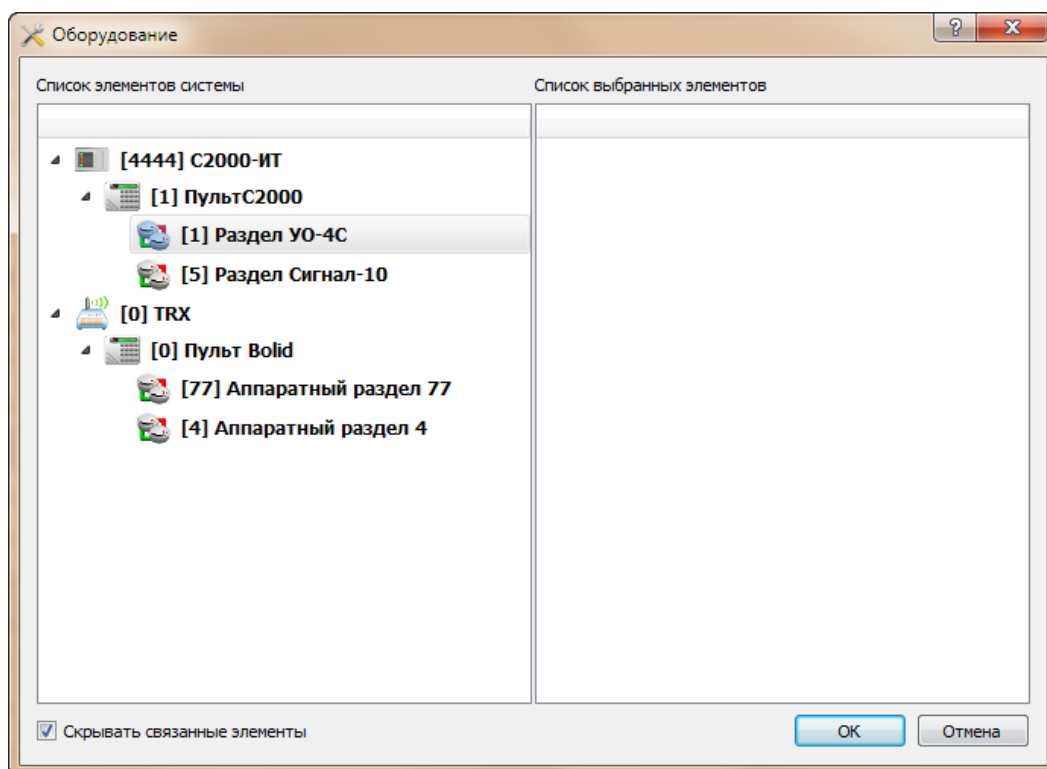 Оборудование
Список элементов системы
Список выбранных элементов
[4444] С2000-ИТ
[1] ПультС2000
[1] Раздел УО-4С
[5] Раздел Сигнал-10
[0] TRX
[0] Пульт Bolid
[77] Аппаратный раздел 77
[4] Аппаратный раздел 4
Скрывать связанные элементы
ОК
Отмена